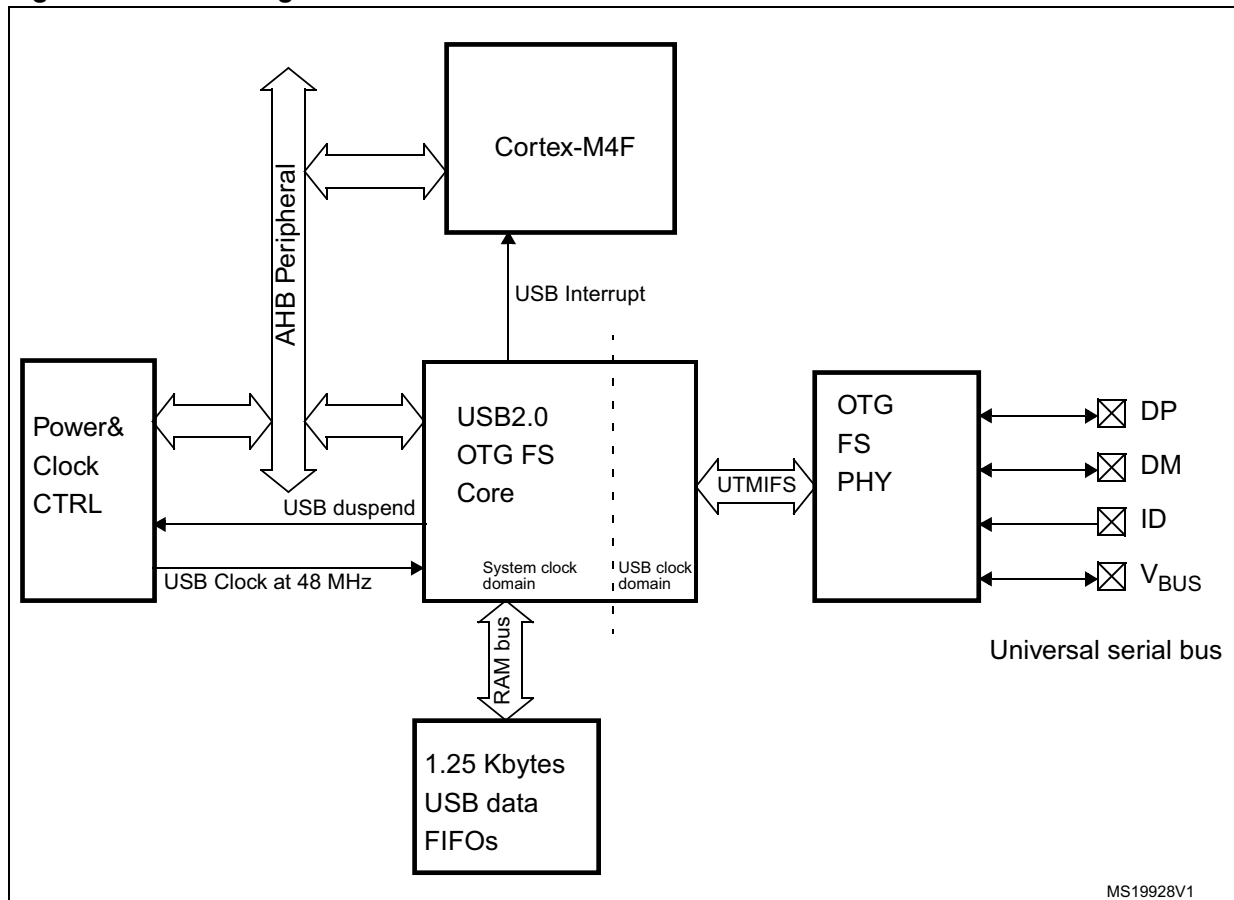 Cortex-M4F
AHB Peripheral
USB Interrupt
Power&
Clock
CTRL
USB2.0
OTG FS
Core
OTG
FS
PHY
DP
DM
ID
VBUS
UTMIFS
USB duspend
USB Clock at 48 MHz
System clock
domain
USB clock
domain
Universal serial bus
RAM bus
1.25 Kbytes
USB data
FIFOs
MS19928V1